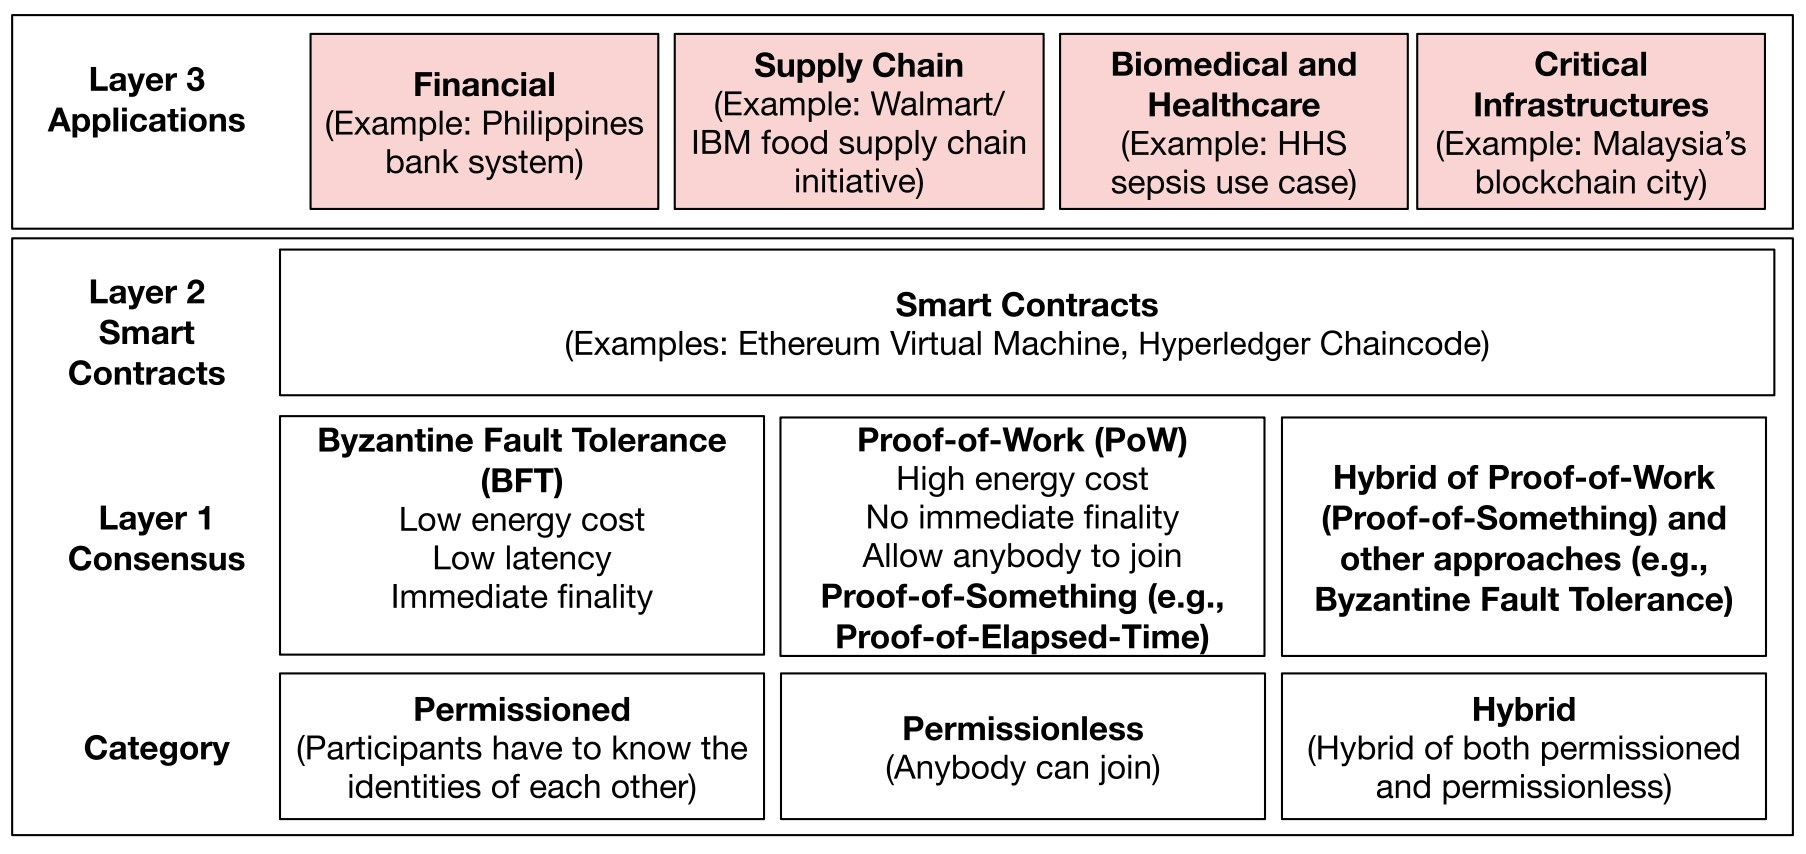 Layer 3
Applications
Financial
(Example: Philippines
bank system)
Supply Chain
(Example: Walmart/
IBM food supply chain
initiative)
Biomedical and
Healthcare
(Example: HHS
sepsis use case)
Critical
Infrastructures
(Example: Malaysia’s
blockchain city)
Layer 2
Smart
Contracts
Smart Contracts
(Examples: Ethereum Virtual Machine, Hyperledger Chaincode)
Layer 1
Consensus
Byzantine Fault Tolerance
(BFT)
Low energy cost
Low latency
Immediate finality
Proof-of-Work (PoW)
High energy cost
No immediate finality
Allow anybody to join
Proof-of-Something (e.g.,
Proof-of-Elapsed-Time)
Hybrid of Proof-of-Work
(Proof-of-Something) and
other approaches (e.g.,
Byzantine Fault Tolerance)
Category
Permissioned
(Participants have to know the
identities of each other)
Permissionless
(Anybody can join)
Hybrid
(Hybrid of both permissioned
and permissionless)